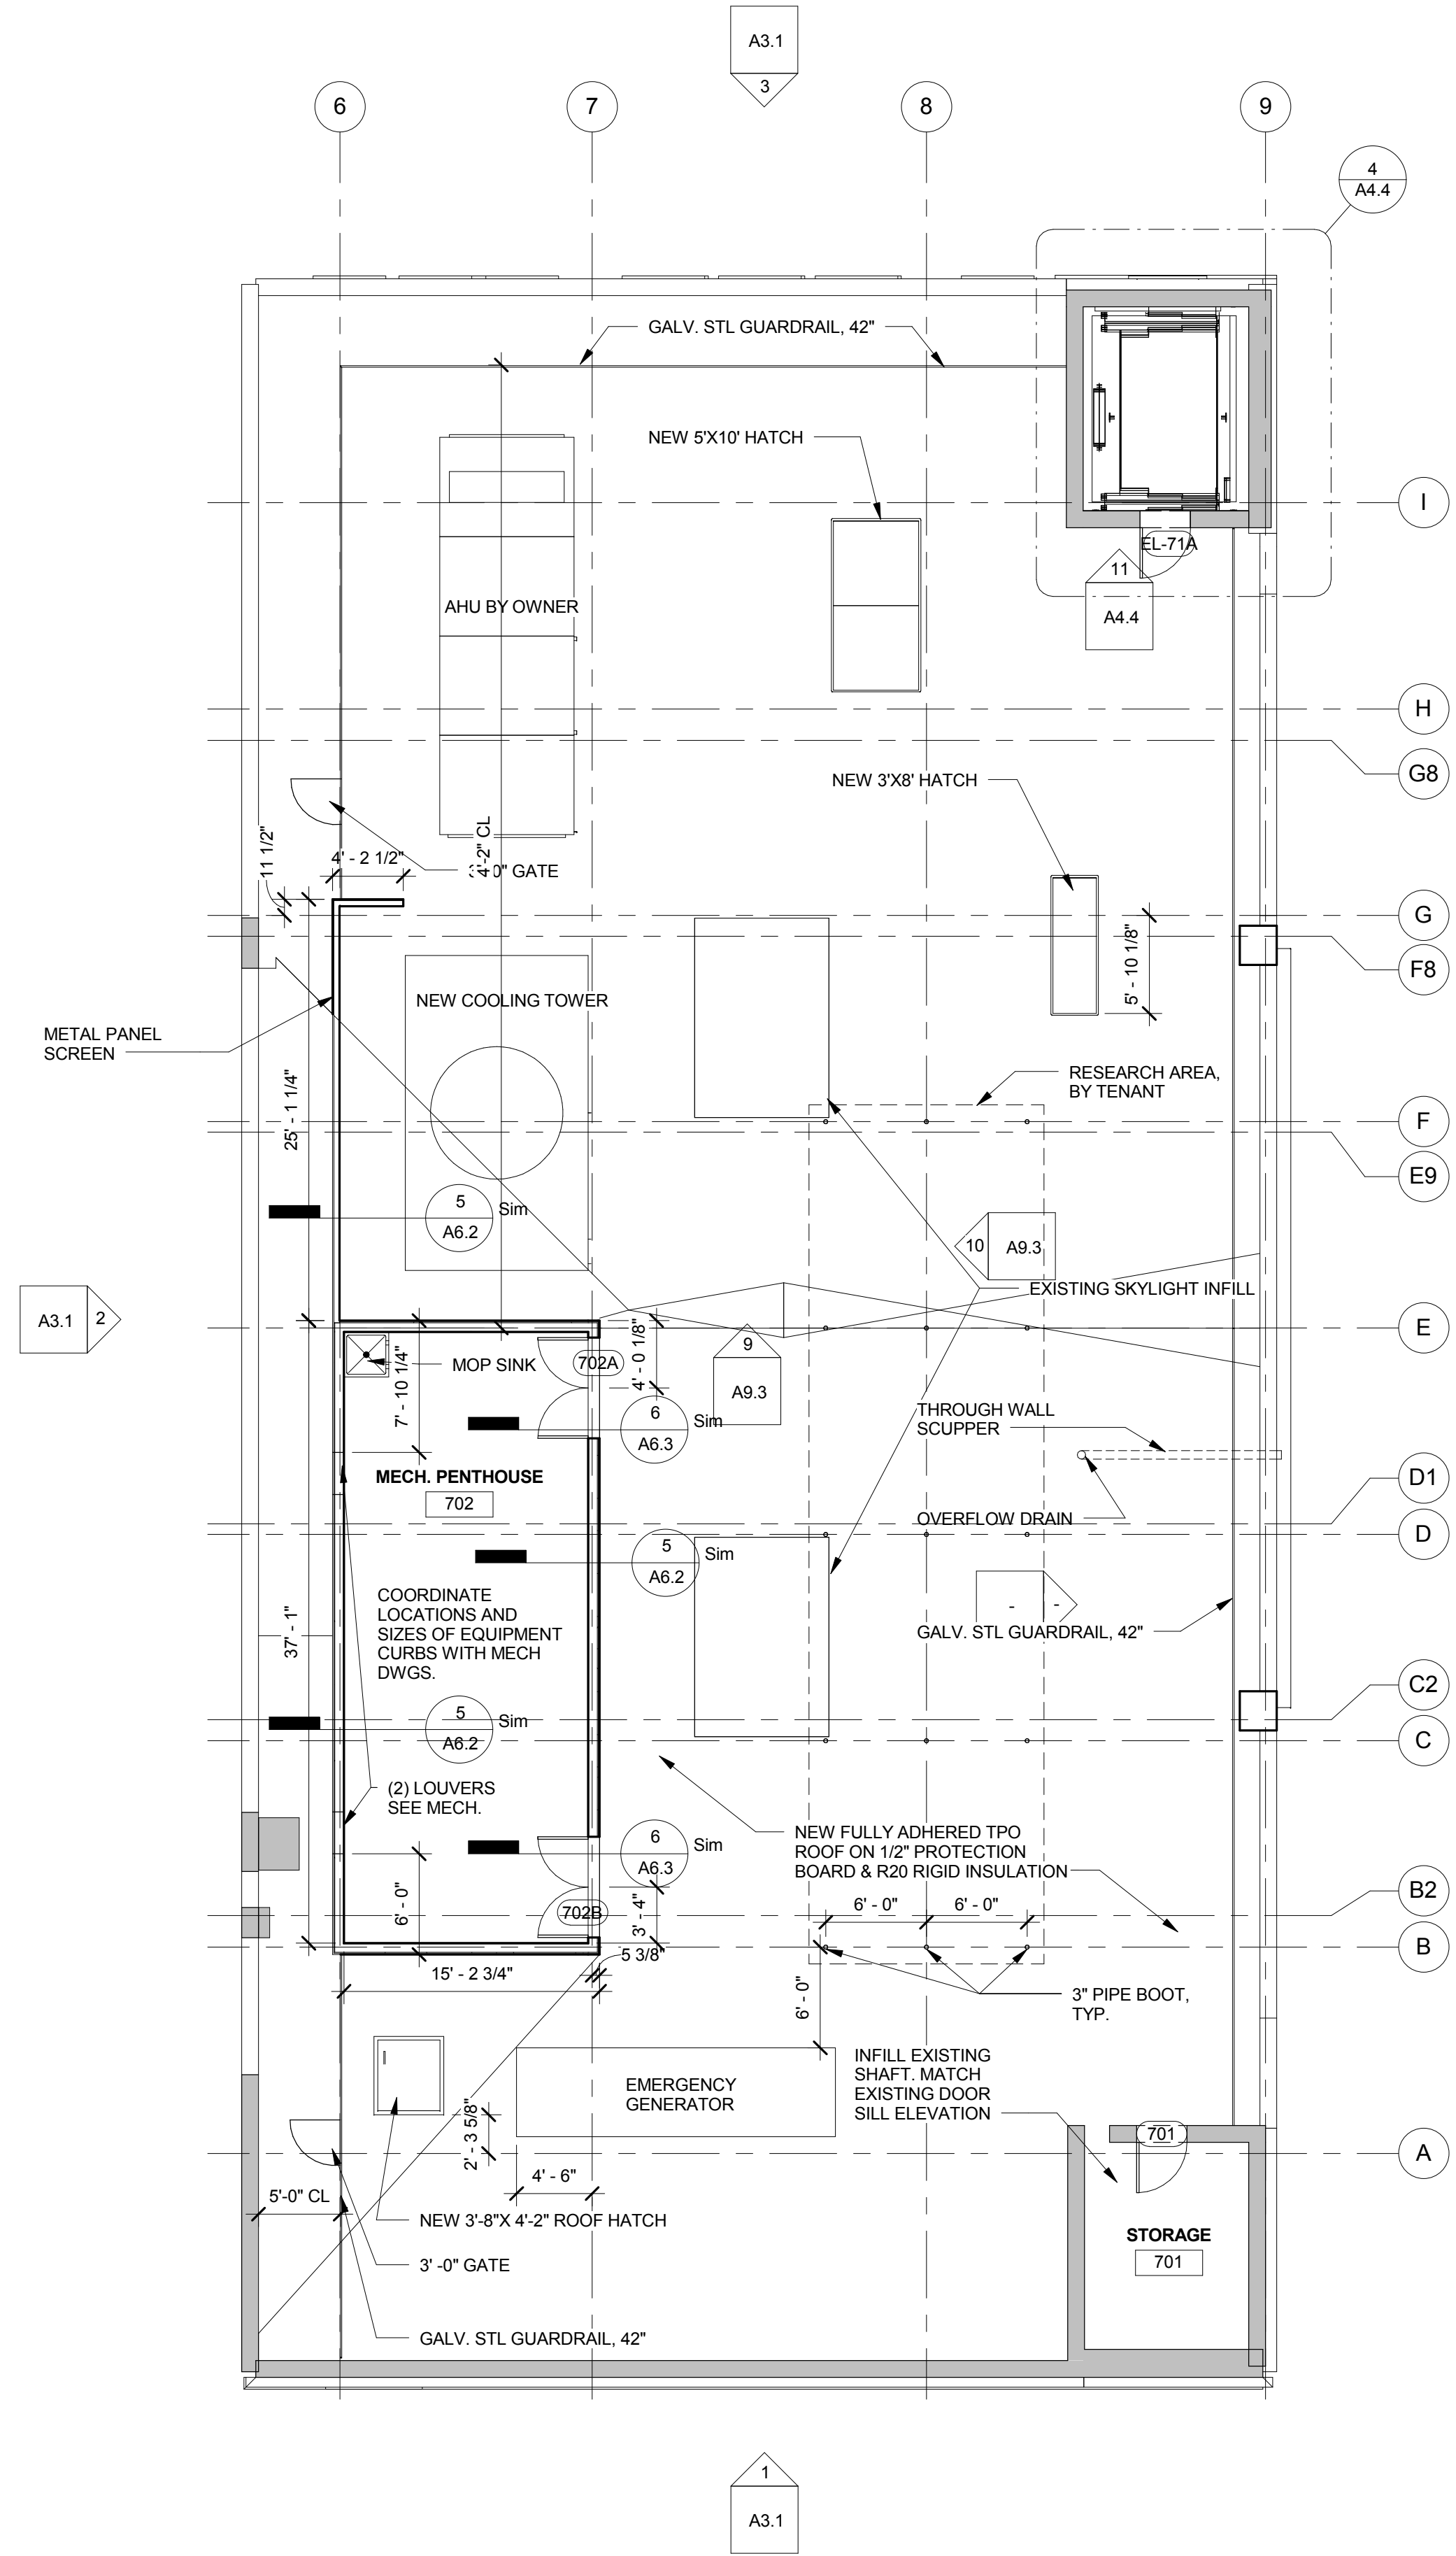 A3.1
3
6
7
8
9
4
A4.4
GALV. STL GUARDRAIL, 42"
NEW 5'X10' HATCH
I
EL-71A
11
A4.4
AHU BY OWNER
H
G8
NEW 3'X8' HATCH
11 1/2"
4' - 2 1/2"
4'-2" CL
0" GATE
G
F8
5' - 10 1/8"
NEW COOLING TOWER
METAL PANEL
SCREEN
25' - 1 1/4"
RESEARCH AREA,
BY TENANT
F
E9
5
A6.2
Sim
10
A9.3
EXISTING SKYLIGHT INFILL
A3.1
2
E
MOP SINK
7' - 10 1/4"
702A
4' - 0 1/8"
9
A9.3
6
A6.3
Sim
THROUGH WALL
SCUPPER
MECH. PENTHOUSE
702
D1
OVERFLOW DRAIN
D
5
A6.2
Sim
COORDINATE
LOCATIONS AND
SIZES OF EQUIPMENT
CURBS WITH MECH
DWGS.
37' - 1"
-
-
GALV. STL GUARDRAIL, 42"
C2
5
A6.2
Sim
C
(2) LOUVERS
SEE MECH.
NEW FULLY ADHERED TPO
ROOF ON 1/2" PROTECTION
BOARD & R20 RIGID INSULATION
6
A6.3
Sim
6' - 0"
702B
3' - 4"
6' - 0"
6' - 0"
B2
B
5 3/8"
15' - 2 3/4"
6' - 0"
3" PIPE BOOT,
TYP.
EMERGENCY
GENERATOR
INFILL EXISTING
SHAFT. MATCH
EXISTING DOOR
SILL ELEVATION
2' - 3 5/8"
701
A
4' - 6"
5'-0" CL
NEW 3'-8"X 4'-2" ROOF HATCH
STORAGE
701
3' -0" GATE
GALV. STL GUARDRAIL, 42"
1
A3.1